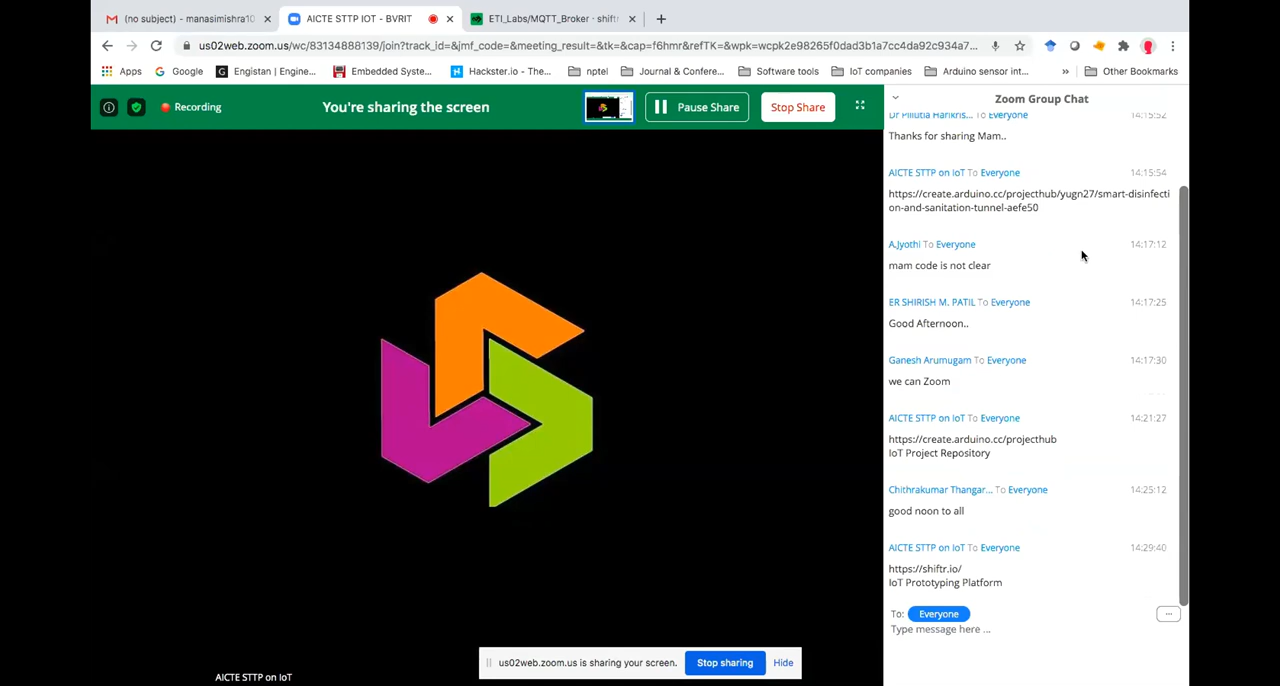 (no subject) - manasimishra10
AICTE STTP IOT - BVRIT
ETI_Labs/MQTT_Broker · shiftr
us02web.zoom.us/wc/83134888139/join?track_id=&jmf_code=&meeting_result=&tk=&cap=f6hmr&refTK=&wpk=wcpk2e98265f0dad3b1a7cc4da92c934a7...
Apps
Google
Engistan | Engine...
Embedded Syste...
Hackster.io - The...
nptel
Journal & Confere...
Software tools
IoT companies
Arduino sensor int...
»
Other Bookmarks
Recording
You're sharing the screen
Pause Share
Stop Share
Zoom Group Chat
Dr Pillutla Harikris... To Everyone 14:15:52
Thanks for sharing Mam..
AICTE STTP on IoT To Everyone 14:15:54
https://create.arduino.cc/projecthub/yugn27/smart-disinfecti
on-and-sanitation-tunnel-aefe50
A.Jyothi To Everyone 14:17:12
mam code is not clear
ER SHIRISH M. PATIL To Everyone 14:17:25
Good Afternoon..
Ganesh Arumugam To Everyone 14:17:30
we can Zoom
AICTE STTP on IoT To Everyone 14:21:27
https://create.arduino.cc/projecthub
IoT Project Repository
Chithrakumar Thangar... To Everyone 14:25:12
good noon to all
AICTE STTP on IoT To Everyone 14:29:40
https://shiftr.io/
IoT Prototyping Platform
To: Everyone ...
Type message here ...
us02web.zoom.us is sharing your screen.
Stop sharing
Hide
AICTE STTP on IoT